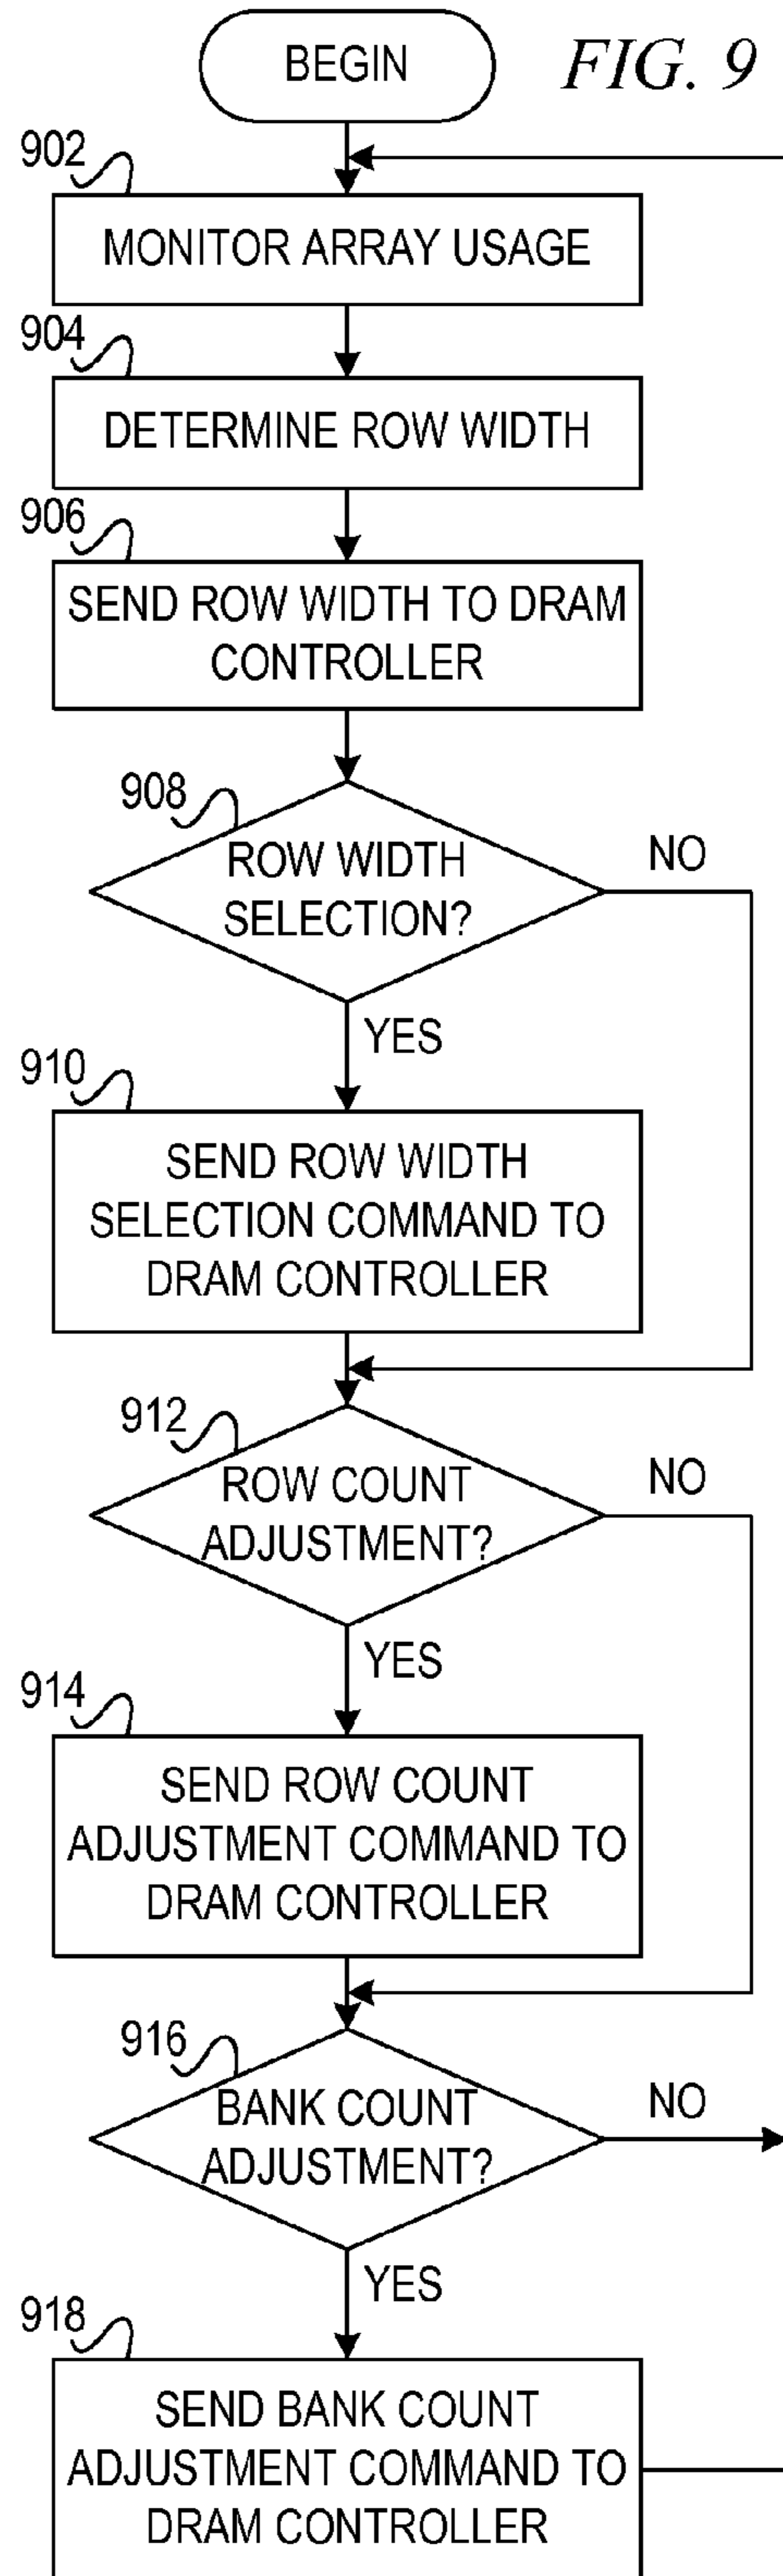 BEGIN
FIG. 9
902
MONITOR ARRAY USAGE
904
DETERMINE ROW WIDTH
906
SEND ROW WIDTH TO DRAM
CONTROLLER
908
ROW WIDTH
SELECTION?
NO
YES
910
SEND ROW WIDTH
SELECTION COMMAND TO
DRAM CONTROLLER
912
ROW COUNT
ADJUSTMENT?
NO
YES
914
SEND ROW COUNT
ADJUSTMENT COMMAND TO
DRAM CONTROLLER
916
BANK COUNT
ADJUSTMENT?
NO
YES
918
SEND BANK COUNT
ADJUSTMENT COMMAND TO
DRAM CONTROLLER